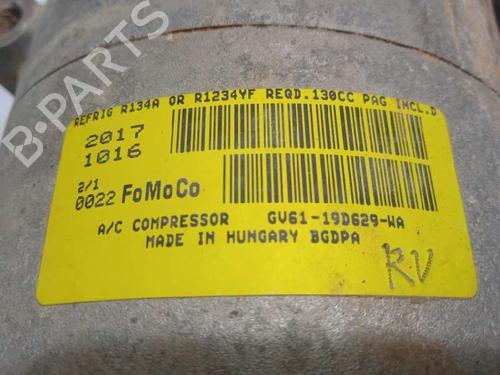 REFRIG R134A OR R1234YF REQD.130CC PAG INCL.D
2017
1016
2/1
0022 FoMoCo
A/C COMPRESSOR GV61-19D629-WA
MADE IN HUNGARY BGDPA
RV
B-PARTS